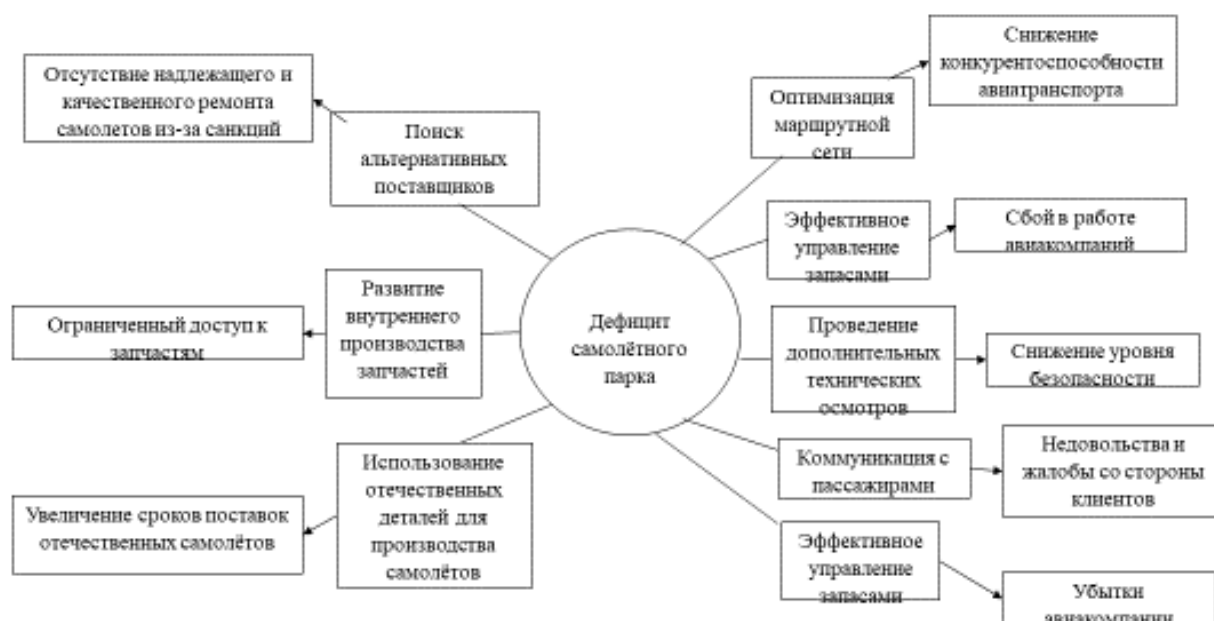 Отсутствие надлежащего и
качественного ремонта
самолетов из-за санкций
Поиск
альтернативных
поставщиков
Ограниченный доступ к
запчастям
Развитие
внутреннего
производства
запчастей
Увеличение сроков поставок
отечественных самолётов
Использование
отечественных
деталей для
производства
самолётов
Дефицит
самолётного
парка
Оптимизация
маршрутной
сети
Снижение
конкурентоспособности
авиатранспорта
Эффективное
управление
запасами
Сбой в работе
авиакомпаний
Проведение
дополнительных
технических
осмотров
Снижение уровня
безопасности
Коммуникация с
пассажирами
Недовольства и
жалобы со стороны
клиентов
Эффективное
управление
запасами
Убытки
авиакомпании